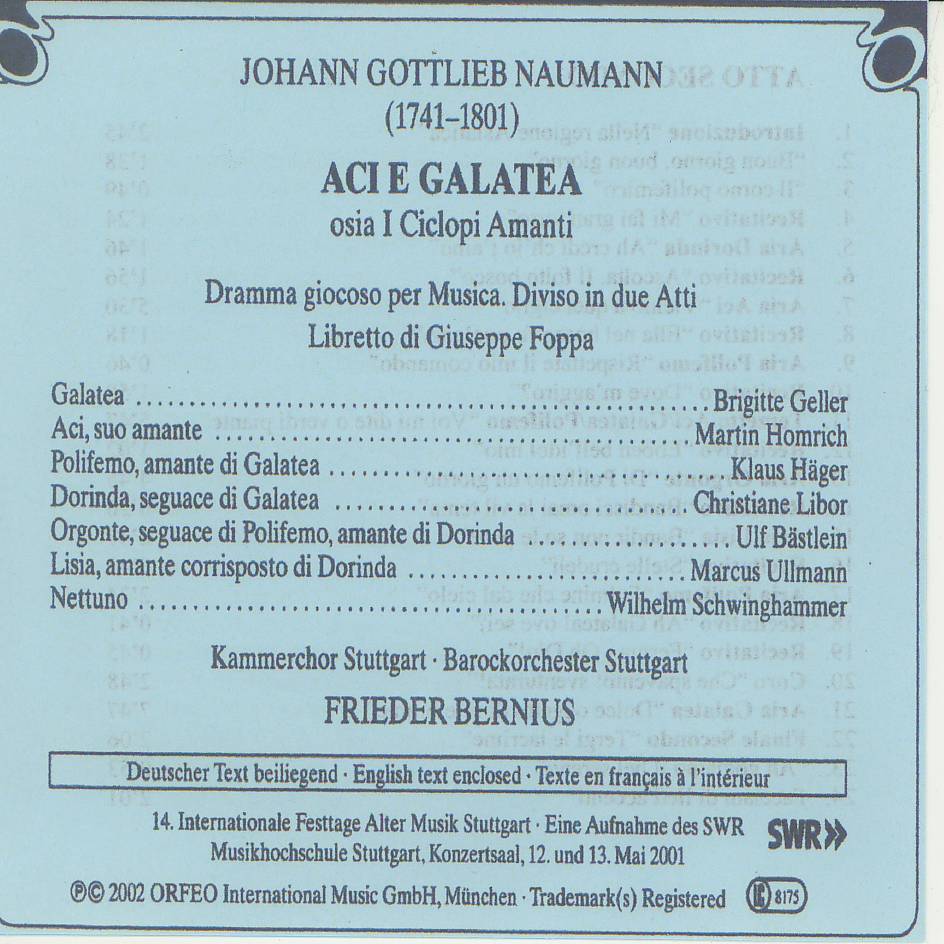 JOHANN GOTTLIEB NAUMANN
(1741–1801)
ACI E GALATEA
osia I Ciclopi Amanti
Dramma giocoso per Musica. Diviso in due Atti
Libretto di Giuseppe Foppa
Galatea ........................................................ Brigitte Geller
Aci, suo amante ............................................. Martin Homrich
Polifemo, amante di Galatea .............................. Klaus Häger
Dorinda, seguace di Galatea .......................... Christiane Libor
Orgonte, seguace di Polifemo, amante di Dorinda .................. Ulf Bästlein
Lisia, amante corrisposto di Dorinda ........................ Marcus Ullmann
Nettuno ............................................. Wilhelm Schwinghammer
Kammerchor Stuttgart · Barockorchester Stuttgart
FRIEDER BERNIUS
Deutscher Text beiliegend · English text enclosed · Texte en français à l'intérieur
14. Internationale Festtage Alter Musik Stuttgart · Eine Aufnahme des SWR
SWR
Musikhochschule Stuttgart, Konzertsaal, 12. und 13. Mai 2001
℗© 2002 ORFEO International Music GmbH, München · Trademark(s) Registered
LC 8175